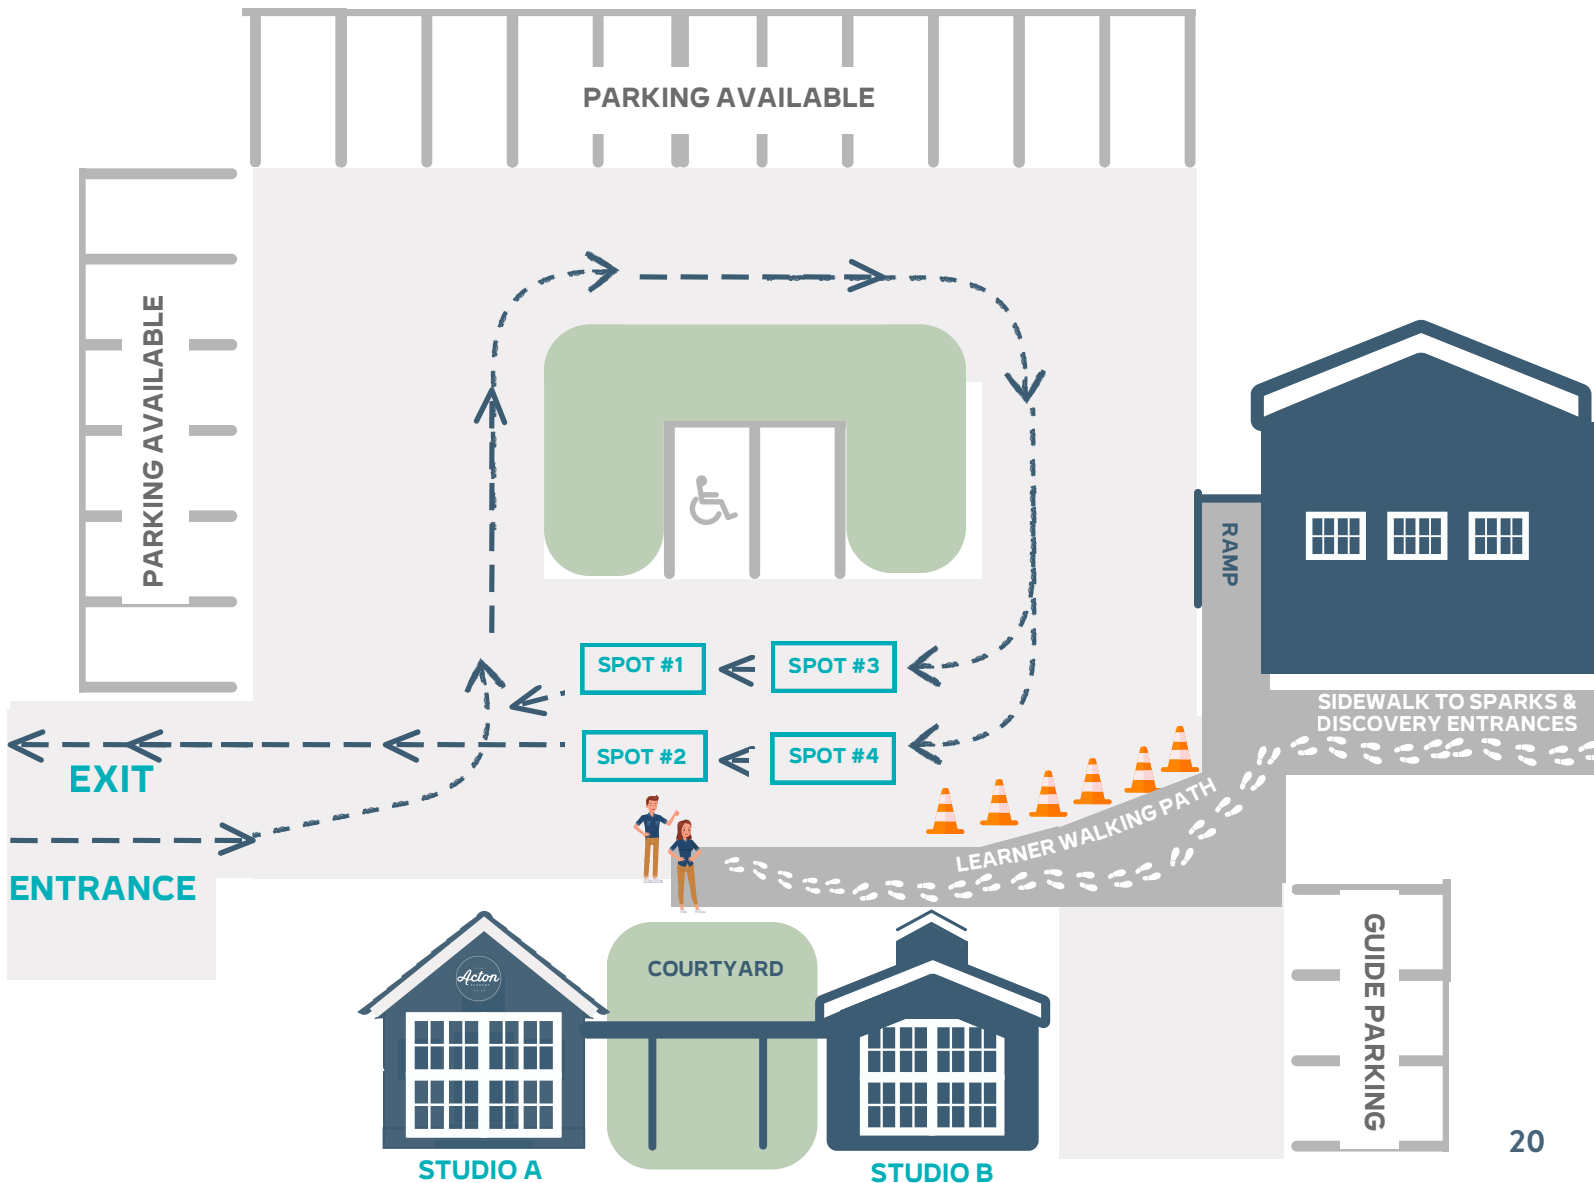 PARKING AVAILABLE
PARKING AVAILABLE
RAMP
SPOT #1
SPOT #3
SPOT #2
SPOT #4
SIDEWALK TO SPARKS &
DISCOVERY ENTRANCES
EXIT
LEARNER WALKING PATH
ENTRANCE
GUIDE PARKING
COURTYARD
Acton
STUDIO A
STUDIO B
20